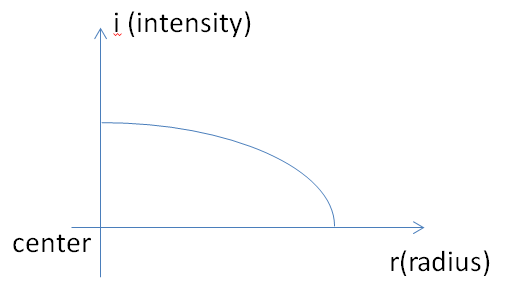 i (intensity)
center
r(radius)